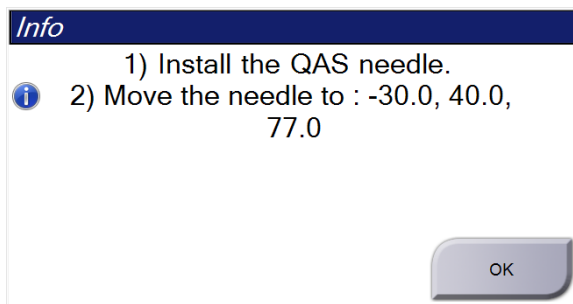 Info
1) Install the QAS needle.
2) Move the needle to : -30.0, 40.0,
77.0
OK